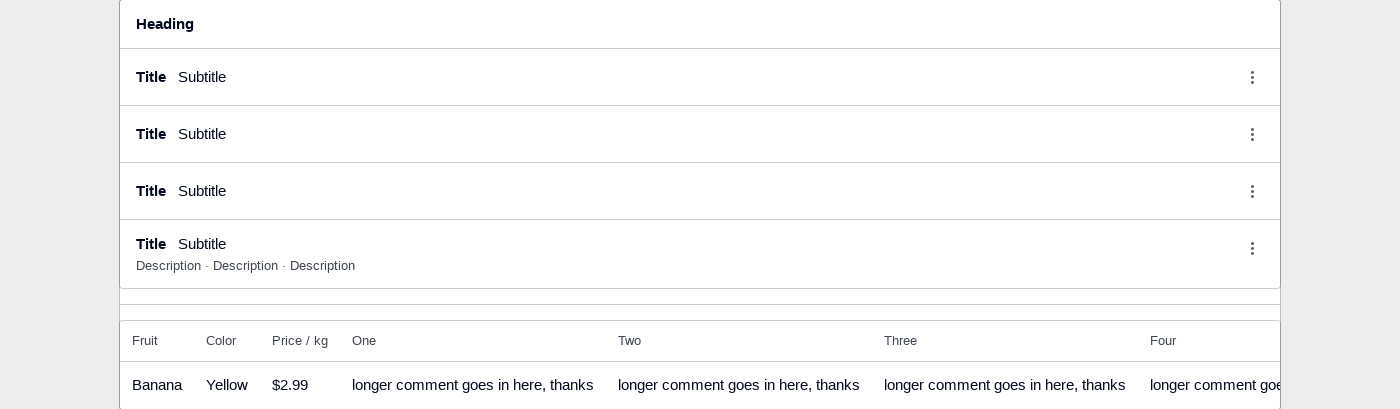 Heading
Title Subtitle
Title Subtitle
Title Subtitle
Title Subtitle
Description · Description · Description
Fruit Color Price / kg One Two Three Four
Banana Yellow $2.99 longer comment goes in here, thanks longer comment goes in here, thanks longer comment goes in here, thanks longer comment goe